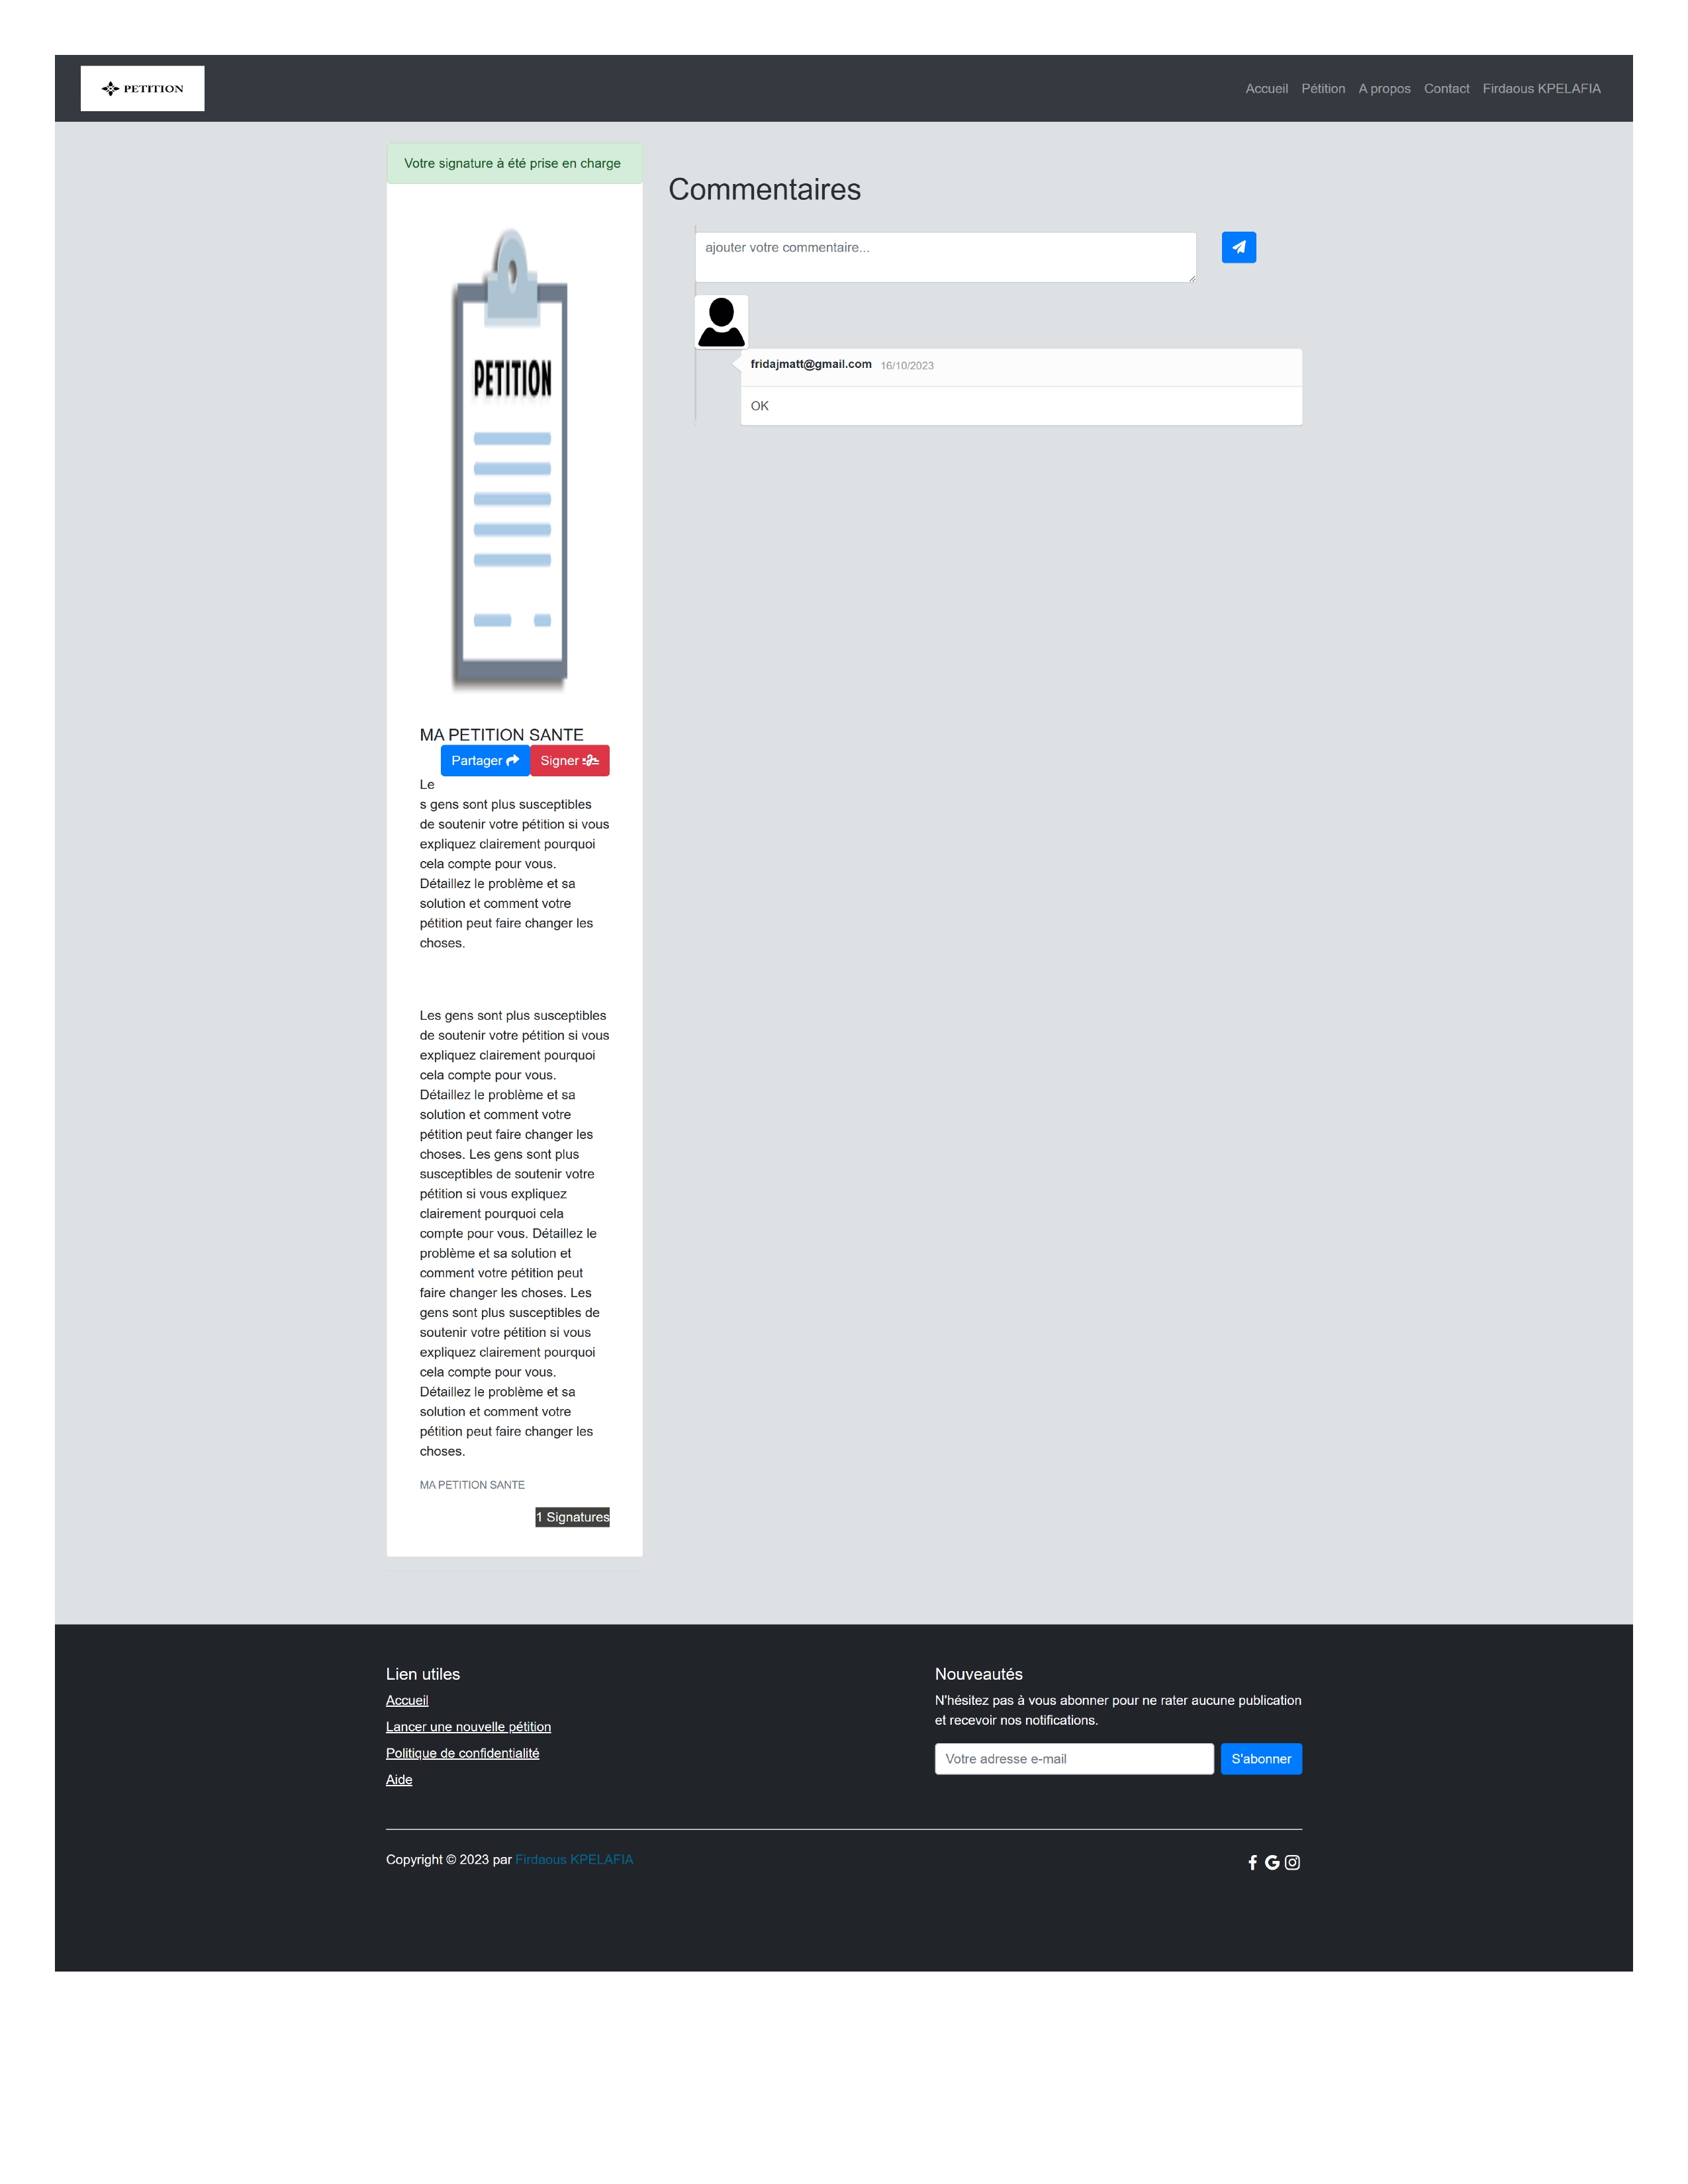 PETITION
Accueil Pétition A propos Contact Firdaous KPELAFIA
Votre signature à été prise en charge
PETITION
MA PETITION SANTE
Partager Signer
Le
s gens sont plus susceptibles
de soutenir votre pétition si vous
expliquez clairement pourquoi
cela compte pour vous.
Détaillez le problème et sa
solution et comment votre
pétition peut faire changer les
choses.
Les gens sont plus susceptibles
de soutenir votre pétition si vous
expliquez clairement pourquoi
cela compte pour vous.
Détaillez le problème et sa
solution et comment votre
pétition peut faire changer les
choses. Les gens sont plus
susceptibles de soutenir votre
pétition si vous expliquez
clairement pourquoi cela
compte pour vous. Détaillez le
problème et sa solution et
comment votre pétition peut
faire changer les choses. Les
gens sont plus susceptibles de
soutenir votre pétition si vous
expliquez clairement pourquoi
cela compte pour vous.
Détaillez le problème et sa
solution et comment votre
pétition peut faire changer les
choses.
MA PETITION SANTE
1 Signatures
Commentaires
ajouter votre commentaire...
fridajmatt@gmail.com 16/10/2023
OK
Lien utiles
Accueil
Lancer une nouvelle pétition
Politique de confidentialité
Aide
Nouveautés
N'hésitez pas à vous abonner pour ne rater aucune publication
et recevoir nos notifications.
Votre adresse e-mail S'abonner
Copyright © 2023 par Firdaous KPELAFIA